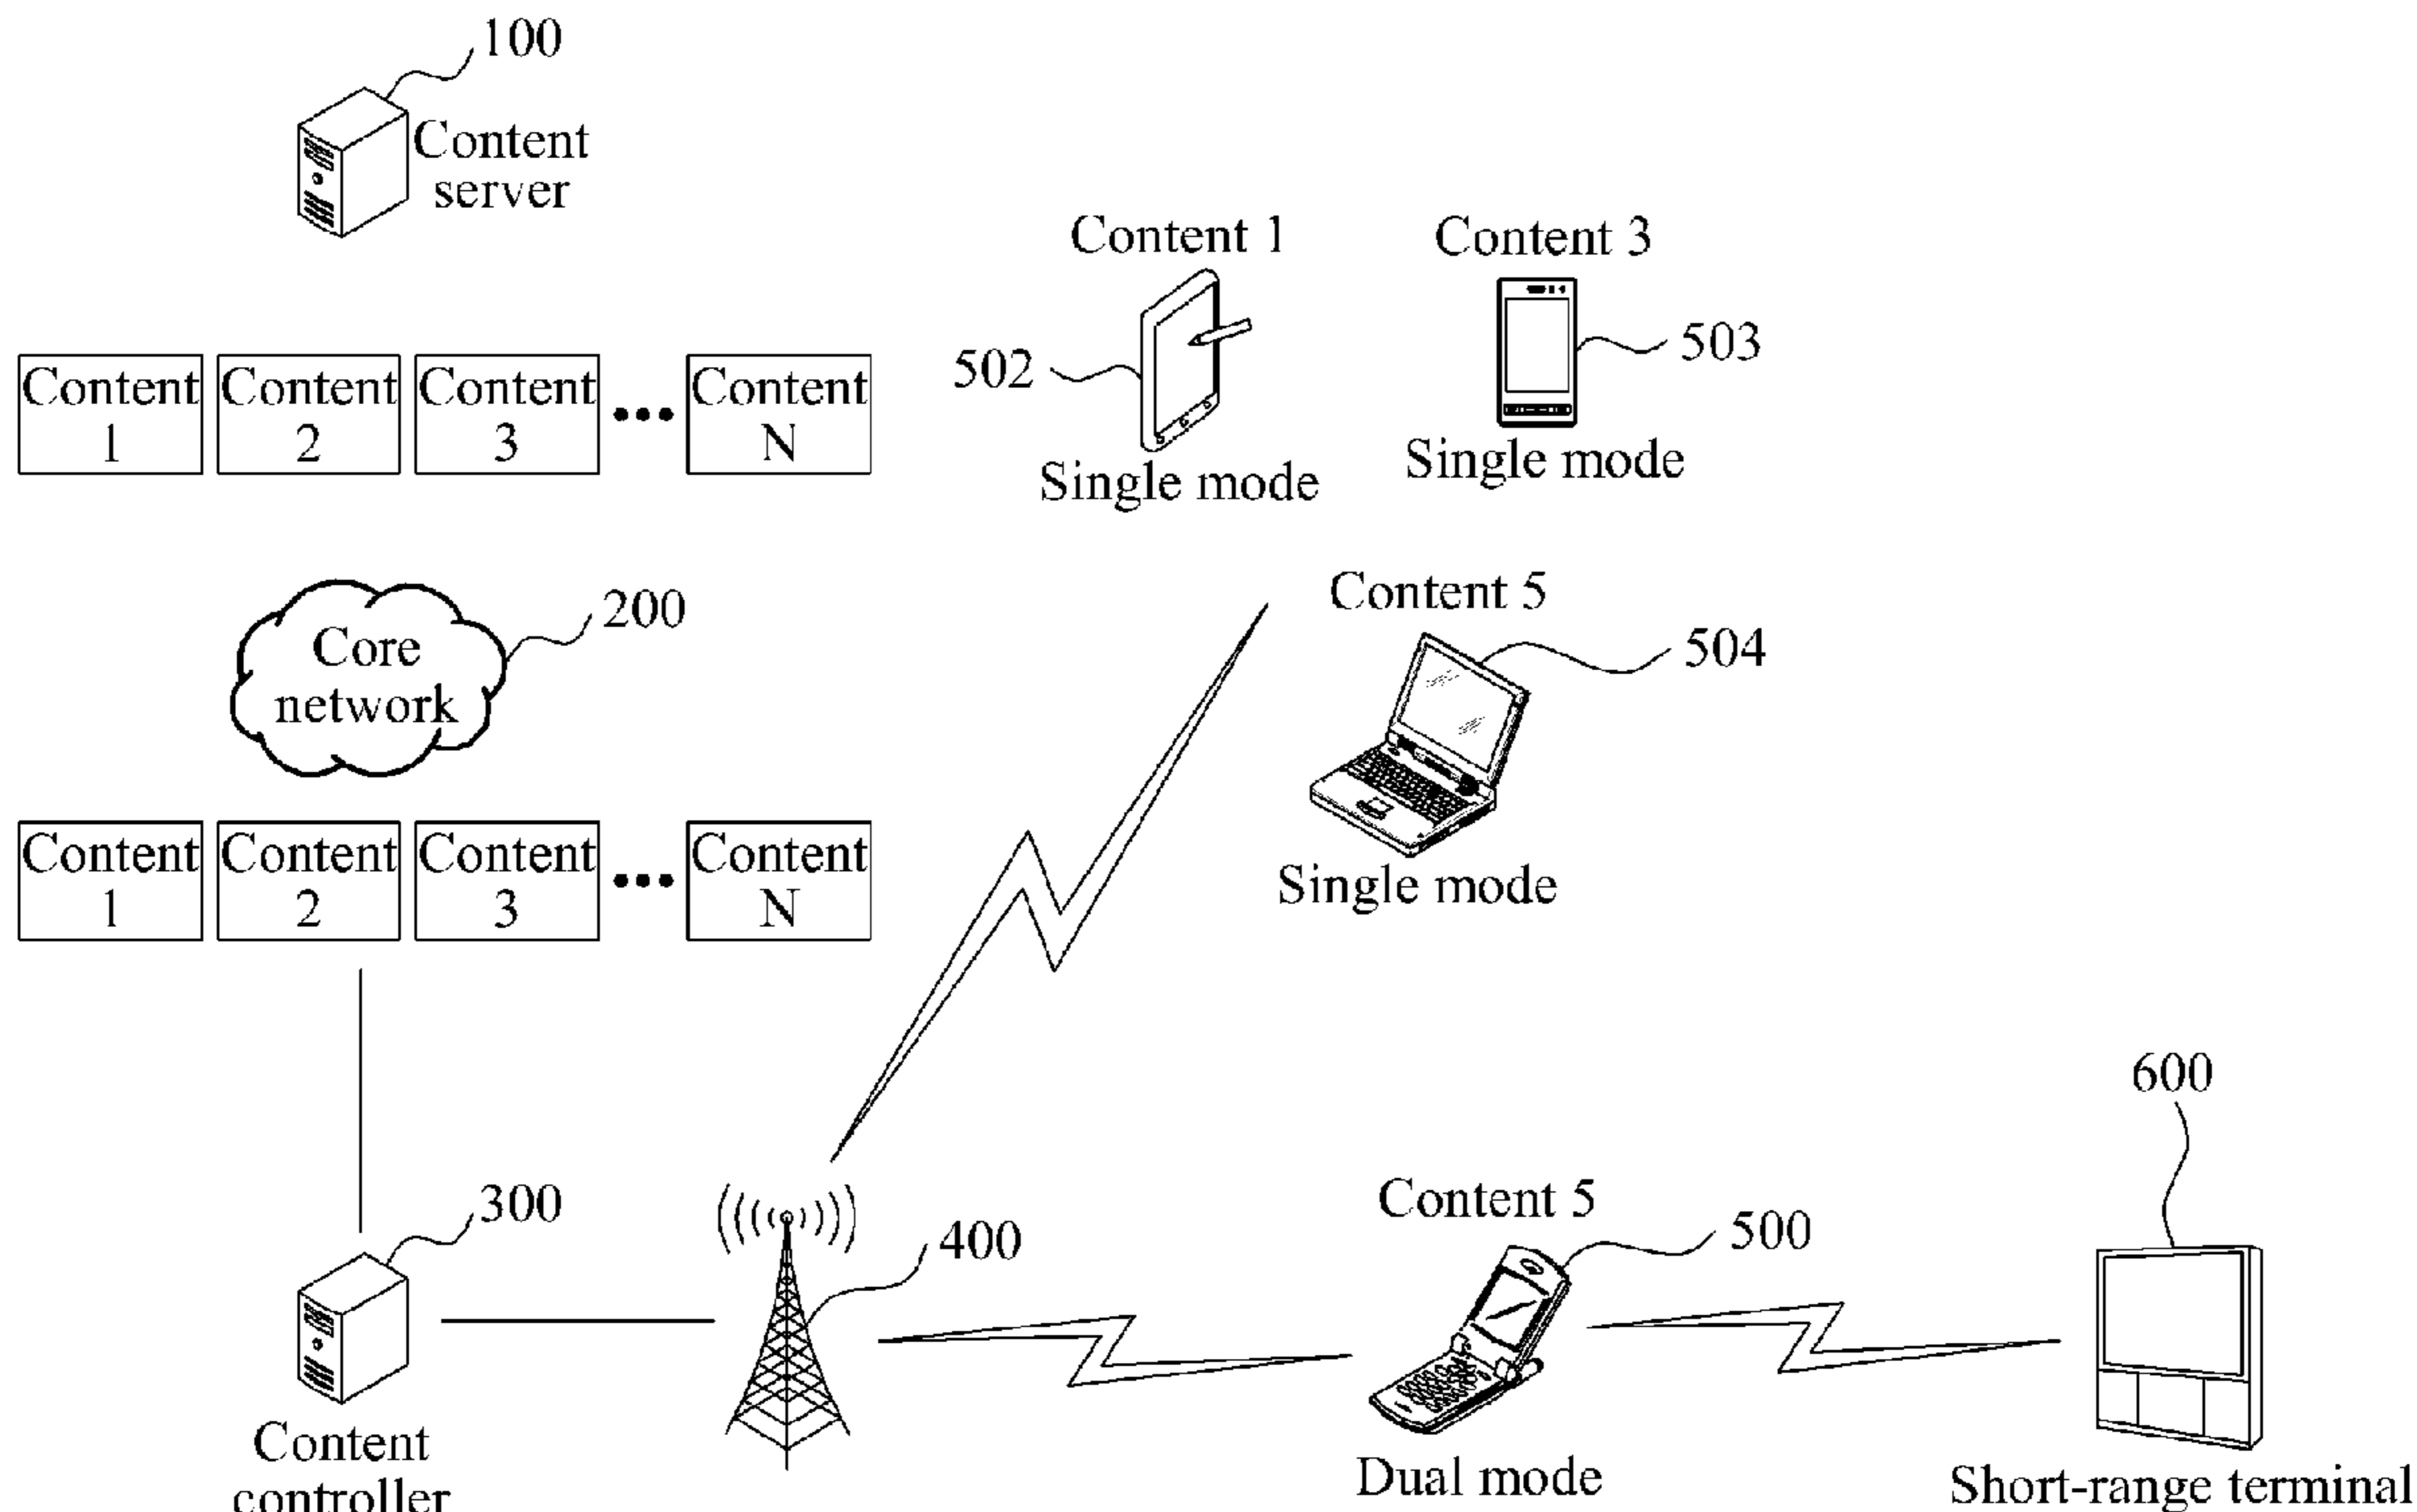 100
Content
server
Content 1
Content 3
502
503
Content
1
Content
2
Content
3
Content
N
Single mode
Single mode
Core
network
200
Content 5
504
Single mode
Content
1
Content
2
Content
3
Content
N
300
Content
controller
400
Content 5
500
Dual mode
600
Short-range terminal